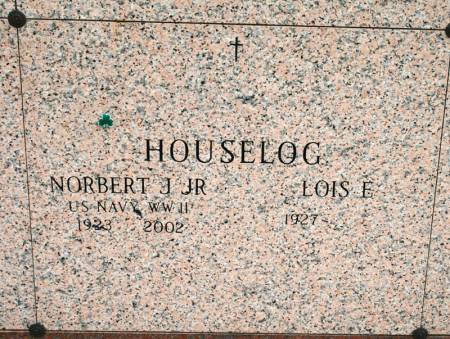 HOUSELOG
NORBERT J JR LOIS E
US NAVY WW II
1923 2002 1927-